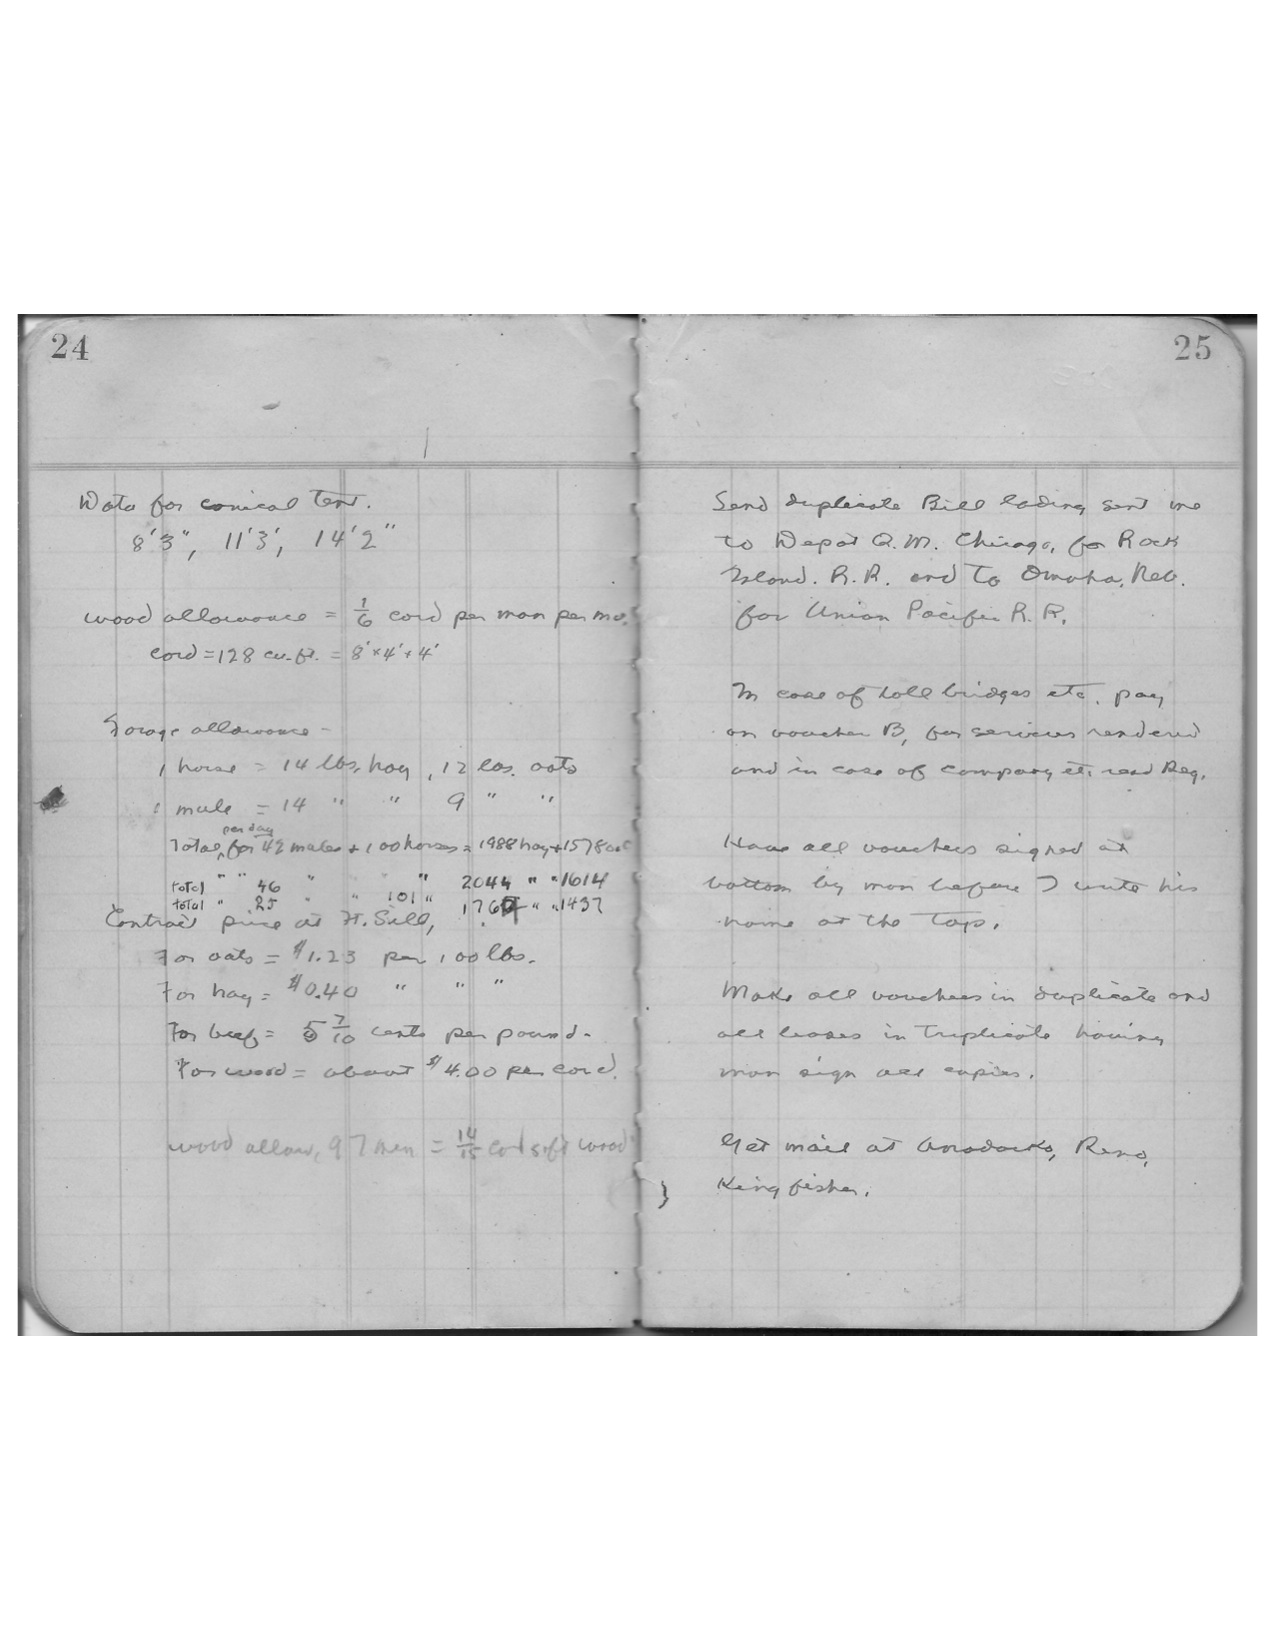 24
Data for conical tent.
8'3", 11'3', 14'2"
wood allowance = 1/6 cord per man per mo.
cord = 128 cu. ft. = 8'×4'×4'
Forage allowance -
1 horse = 14 lbs. hay, 12 lbs. oats
1 mule = 14 " " 9 " "
per day
Total, for 42 mules + 100 horses = 1988 hay + 1578 oats
total " " 46 " " " 2044 " " 1614
total " 25 " " 101 " 1764 " " 1437
Contract price at Ft. Sill,
For oats = $1.23 per 100 lbs.
For hay = $0.40 " " "
For beef = 5 7/10 cents per pound.
For wood = about $4.00 per cord.
wood allow, 97 men = 14/15 cord soft wood
25
Send duplicate Bill lading sent me
to Depot Q.M. Chicago, for Rock
Island. R.R. and to Omaha, Neb.
for Union Pacific R.R.
In case of toll bridges etc. pay
on voucher B, for services rendered
and in case of company etc. read Reg.
Have all vouchers signed at
bottom by man before I write his
name at the top.
Make all vouchers in duplicate and
all leases in triplicate having
man sign all copies.
Get mail at Anadarko, Reno,
Kingfisher.